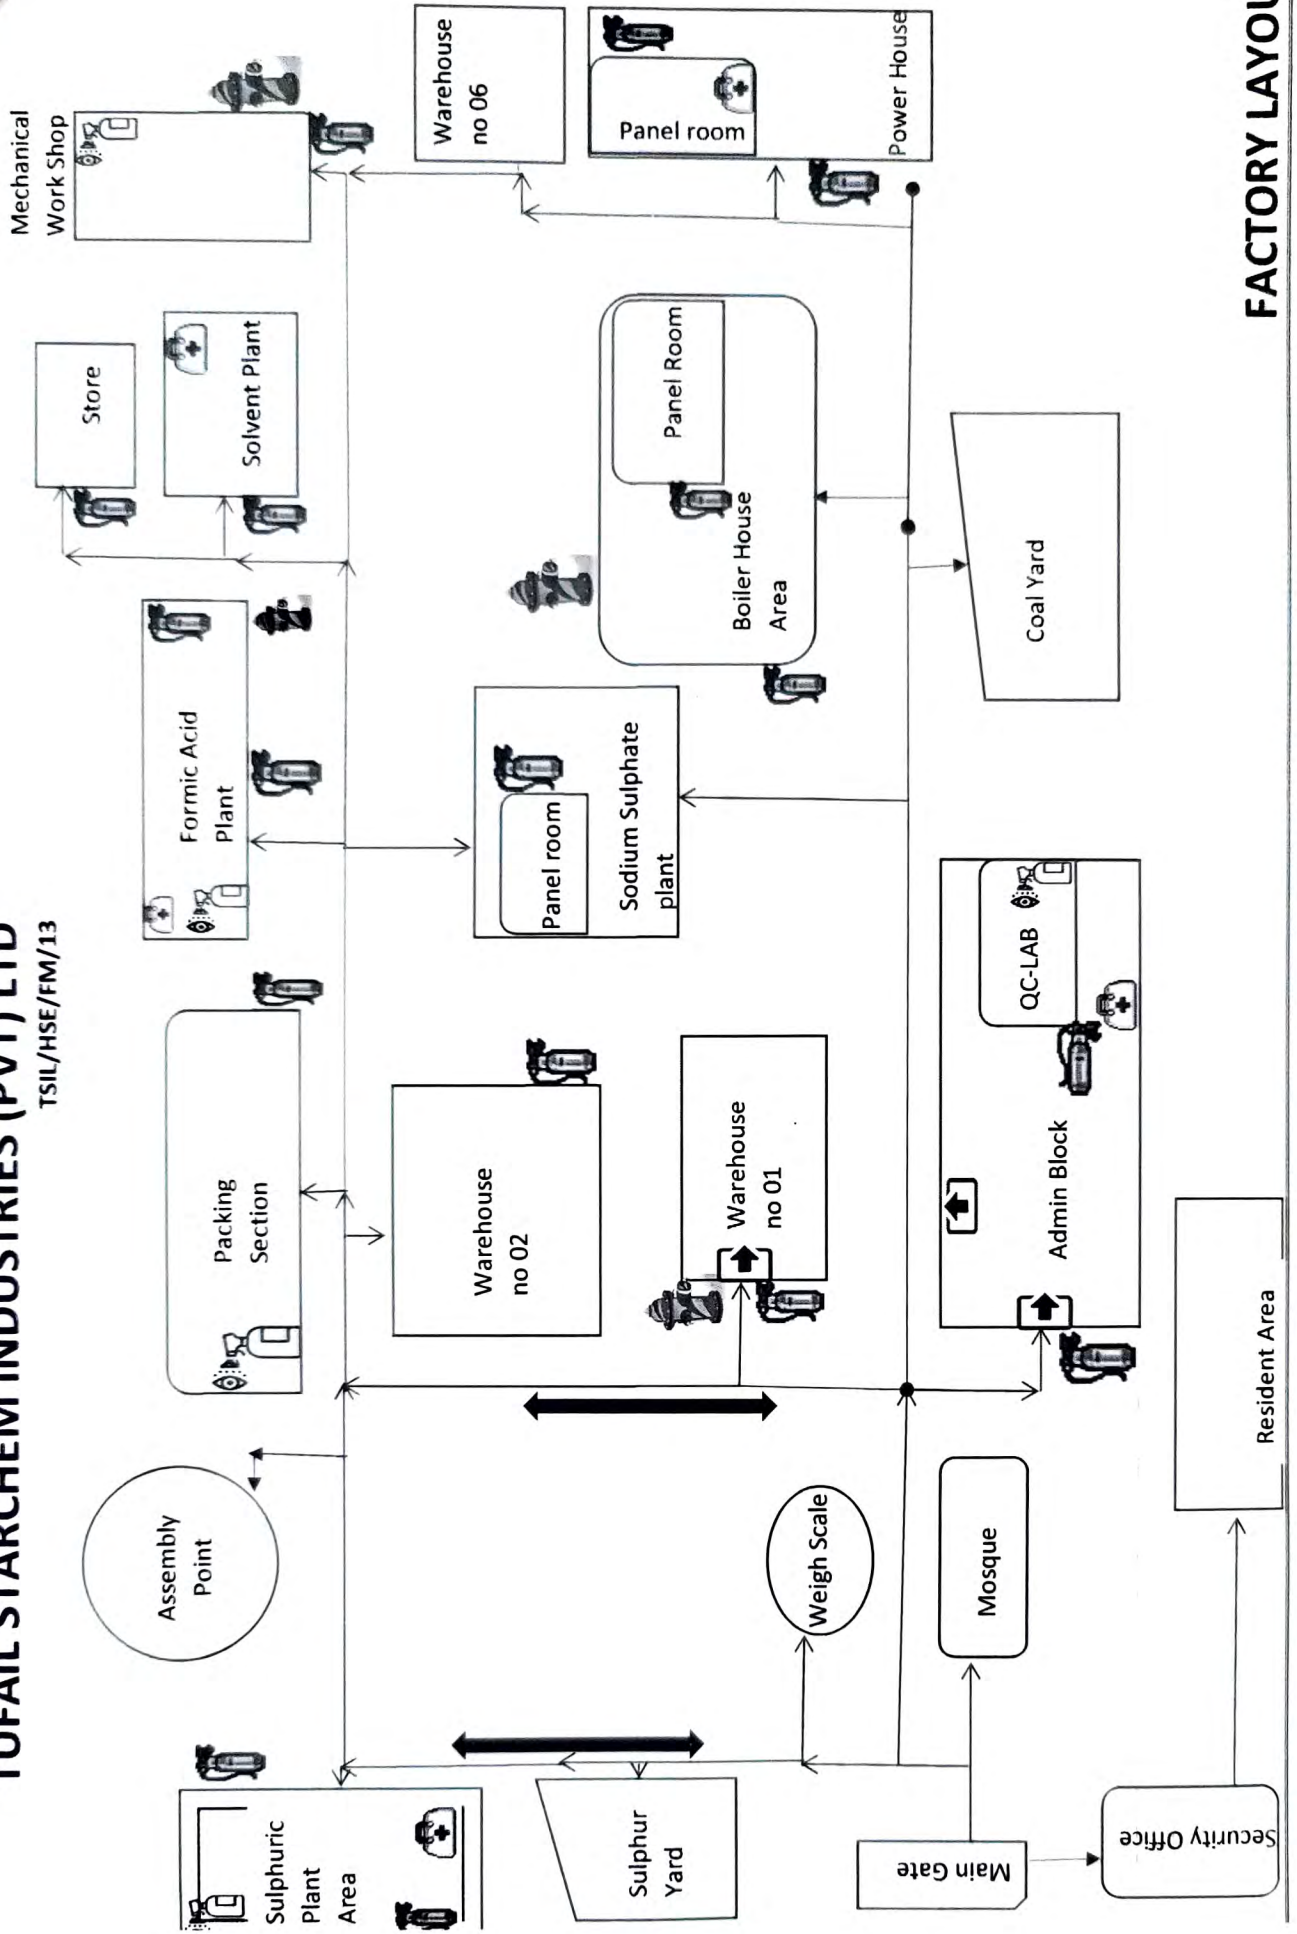 TUFAIL STARCHEM INDUSTRIES (PVT) LTD
TSIL/HSE/FM/13
Sulphuric
Plant
Area
Assembly
Point
Packing
Section
Formic Acid
Plant
Store
Solvent Plant
Mechanical
Work Shop
Warehouse
no 02
Panel room
Sodium Sulphate
plant
Warehouse
no 06
Sulphur
Yard
Weigh Scale
Warehouse
no 01
Boiler House
Area
Panel Room
Panel room
Power House
Main Gate
Mosque
Admin Block
QC-LAB
Coal Yard
Security Office
Resident Area
FACTORY LAYOU